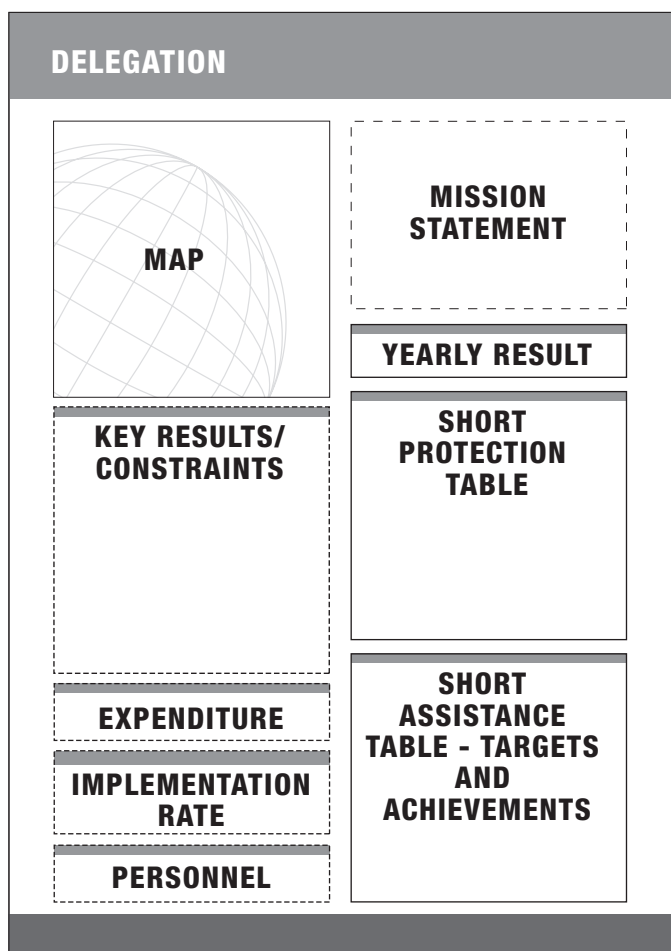 DELEGATION
MAP
KEY RESULTS/
CONSTRAINTS
EXPENDITURE
IMPLEMENTATION
RATE
PERSONNEL
MISSION
STATEMENT
YEARLY RESULT
SHORT
PROTECTION
TABLE
SHORT
ASSISTANCE
TABLE - TARGETS
AND
ACHIEVEMENTS